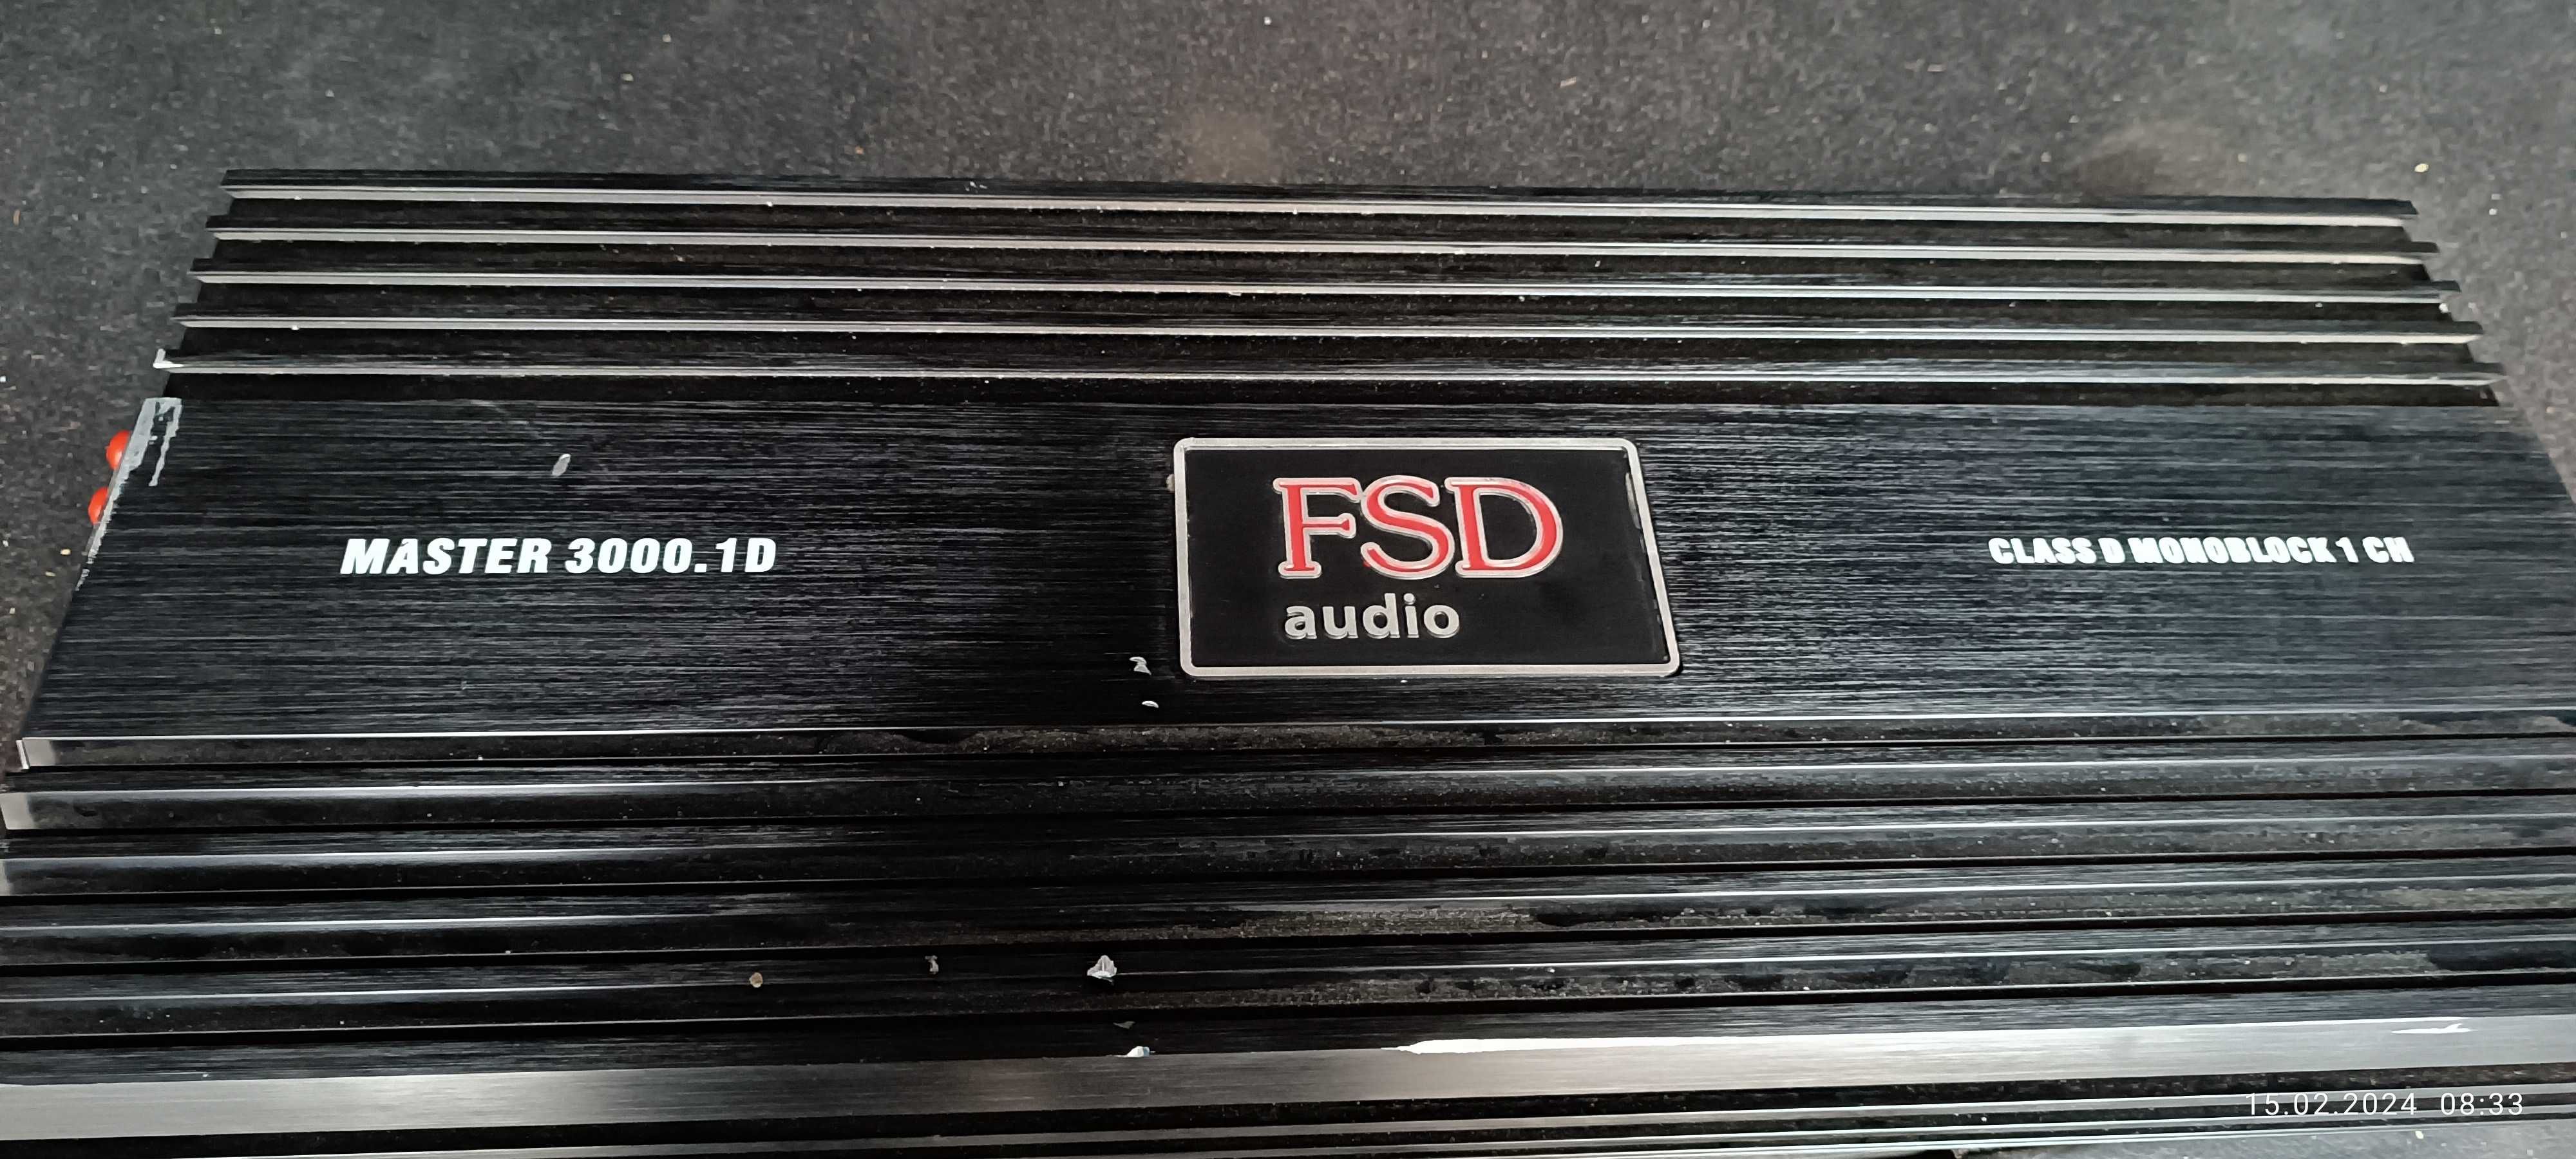 MASTER 3000.1D
FSD
audio
CLASS D MONOBLOCK 1 CH
15.02.2024 08:33